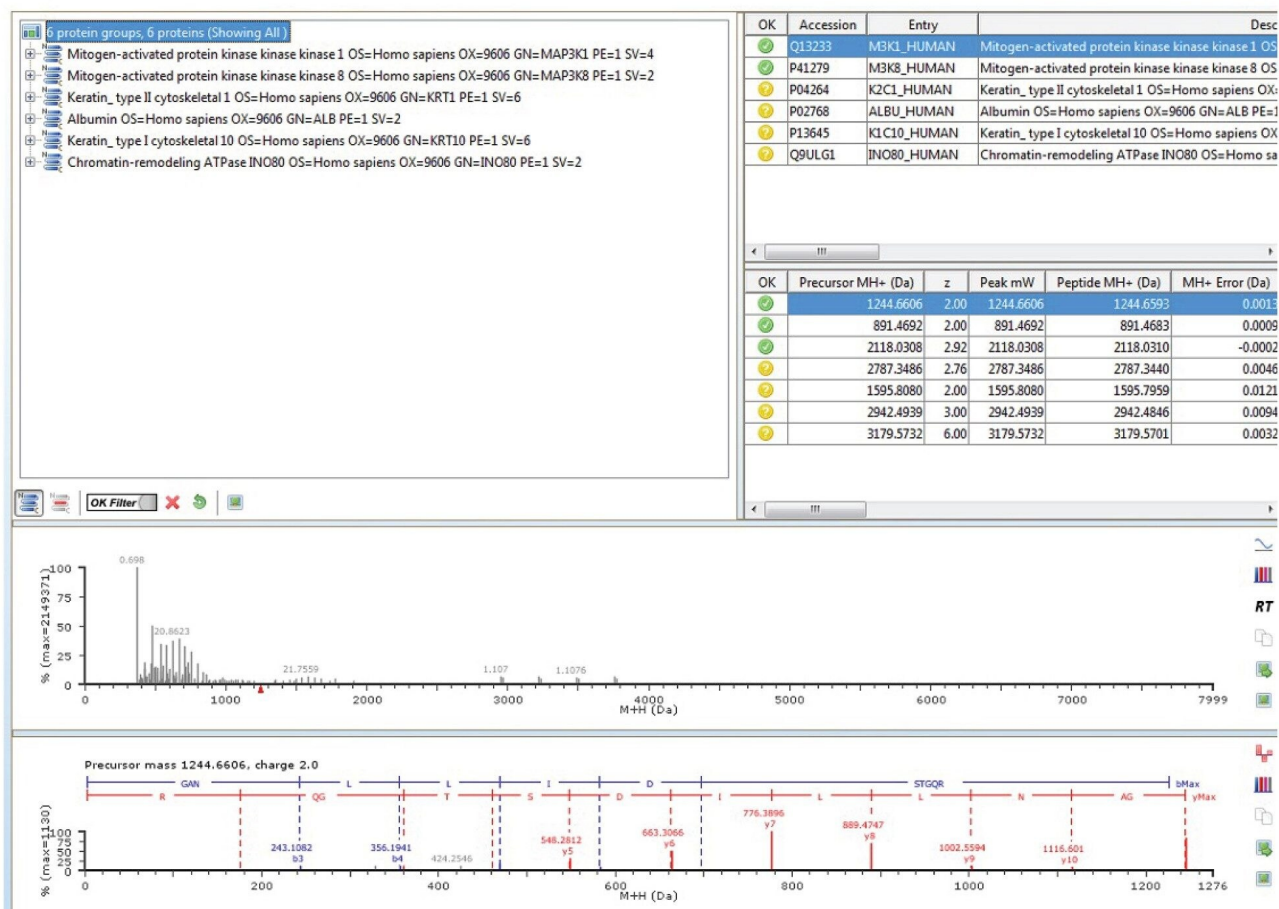 6 protein groups, 6 proteins (Showing All )
Mitogen-activated protein kinase kinase kinase 1 OS=Homo sapiens OX=9606 GN=MAP3K1 PE=1 SV=4
Mitogen-activated protein kinase kinase kinase 8 OS=Homo sapiens OX=9606 GN=MAP3K8 PE=1 SV=2
Keratin_ type II cytoskeletal 1 OS=Homo sapiens OX=9606 GN=KRT1 PE=1 SV=6
Albumin OS=Homo sapiens OX=9606 GN=ALB PE=1 SV=2
Keratin_ type I cytoskeletal 10 OS=Homo sapiens OX=9606 GN=KRT10 PE=1 SV=6
Chromatin-remodeling ATPase INO80 OS=Homo sapiens OX=9606 GN=INO80 PE=1 SV=2
OK Filter
OK Accession Entry Desc
Q13233 M3K1_HUMAN Mitogen-activated protein kinase kinase kinase 1 OS
P41279 M3K8_HUMAN Mitogen-activated protein kinase kinase kinase 8 OS
P04264 K2C1_HUMAN Keratin_ type II cytoskeletal 1 OS=Homo sapiens OX=
P02768 ALBU_HUMAN Albumin OS=Homo sapiens OX=9606 GN=ALB PE=1
P13645 K1C10_HUMAN Keratin_ type I cytoskeletal 10 OS=Homo sapiens OX
Q9ULG1 INO80_HUMAN Chromatin-remodeling ATPase INO80 OS=Homo sa
OK Precursor MH+ (Da) z Peak mW Peptide MH+ (Da) MH+ Error (Da)
1244.6606 2.00 1244.6606 1244.6593 0.0013
891.4692 2.00 891.4692 891.4683 0.0009
2118.0308 2.92 2118.0308 2118.0310 -0.0002
2787.3486 2.76 2787.3486 2787.3440 0.0046
1595.8080 2.00 1595.8080 1595.7959 0.0121
2942.4939 3.00 2942.4939 2942.4846 0.0094
3179.5732 6.00 3179.5732 3179.5701 0.0032
% (max=2149371)
100
75
50
25
0
0.698
20.8623
21.7559
1.107
1.1076
0 1000 2000 3000 4000 5000 6000 7000 7999
M+H (Da)
RT
Precursor mass 1244.6606, charge 2.0
GAN L L I D STGQR bMax
R QG T S D I L L N AG yMax
% (max=1130)
100
75
50
25
0
243.1082
b3
356.1941
b4
424.2546
548.2812
y5
663.3066
y6
776.3896
y7
889.4747
y8
1002.5594
y9
1116.601
y10
0 200 400 600 800 1000 1200 1276
M+H (Da)